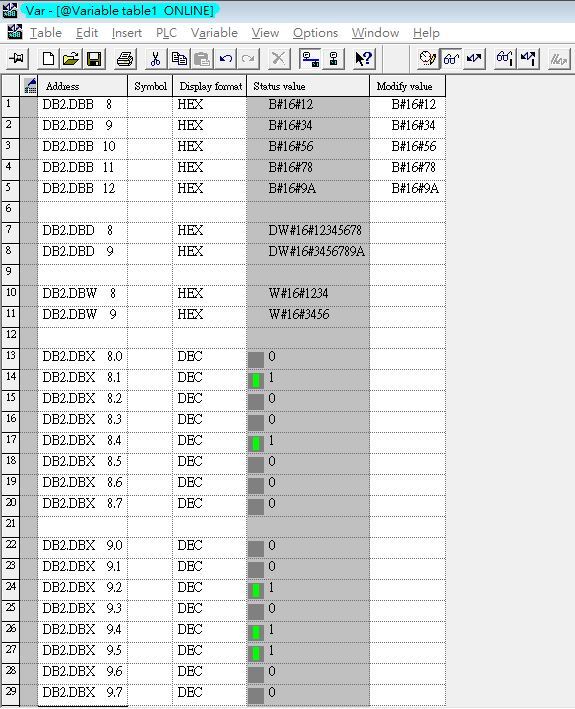 Var - [@Variable table1 ONLINE]
Table Edit Insert PLC Variable View Options Window Help
Address Symbol Display format Status value Modify value
1 DB2.DBB 8 HEX B#16#12 B#16#12
2 DB2.DBB 9 HEX B#16#34 B#16#34
3 DB2.DBB 10 HEX B#16#56 B#16#56
4 DB2.DBB 11 HEX B#16#78 B#16#78
5 DB2.DBB 12 HEX B#16#9A B#16#9A
6
7 DB2.DBD 8 HEX DW#16#12345678
8 DB2.DBD 9 HEX DW#16#3456789A
9
10 DB2.DBW 8 HEX W#16#1234
11 DB2.DBW 9 HEX W#16#3456
12
13 DB2.DBX 8.0 DEC 0
14 DB2.DBX 8.1 DEC 1
15 DB2.DBX 8.2 DEC 0
16 DB2.DBX 8.3 DEC 0
17 DB2.DBX 8.4 DEC 1
18 DB2.DBX 8.5 DEC 0
19 DB2.DBX 8.6 DEC 0
20 DB2.DBX 8.7 DEC 0
21
22 DB2.DBX 9.0 DEC 0
23 DB2.DBX 9.1 DEC 0
24 DB2.DBX 9.2 DEC 1
25 DB2.DBX 9.3 DEC 0
26 DB2.DBX 9.4 DEC 1
27 DB2.DBX 9.5 DEC 1
28 DB2.DBX 9.6 DEC 0
29 DB2.DBX 9.7 DEC 0